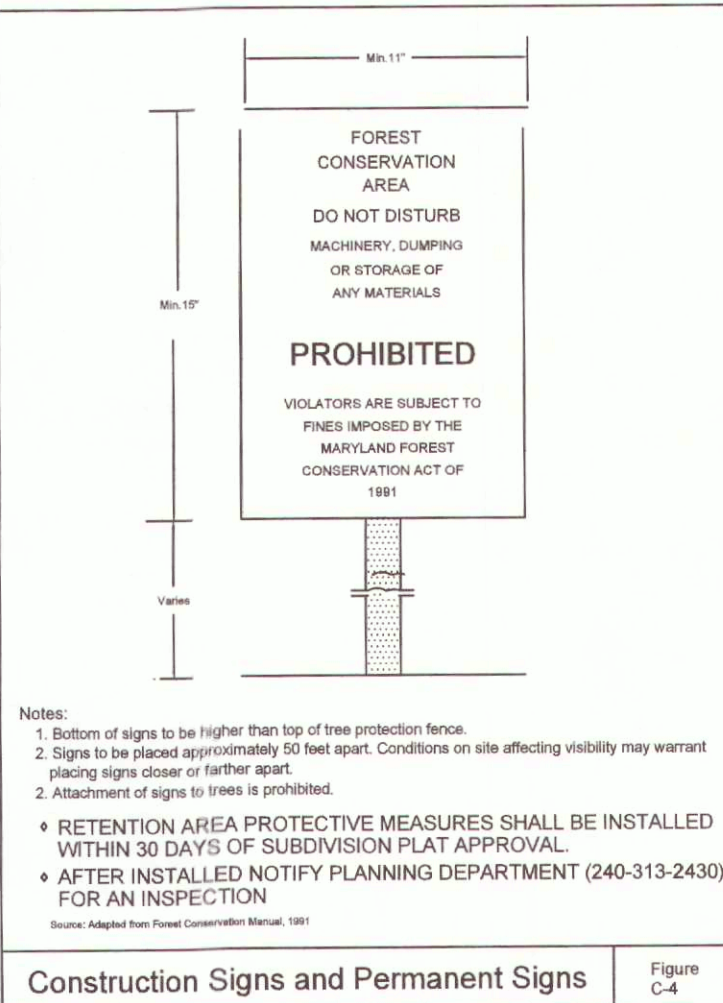 Min. 11"
FOREST
CONSERVATION
AREA
DO NOT DISTURB
MACHINERY, DUMPING
OR STORAGE OF
ANY MATERIALS
Min. 15"
PROHIBITED
VIOLATORS ARE SUBJECT TO
FINES IMPOSED BY THE
MARYLAND FOREST
CONSERVATION ACT OF
1991
Varies
Notes:
1. Bottom of signs to be higher than top of tree protection fence.
2. Signs to be placed approximately 50 feet apart. Conditions on site affecting visibility may warrant
placing signs closer or farther apart.
2. Attachment of signs to trees is prohibited.
⬨ RETENTION AREA PROTECTIVE MEASURES SHALL BE INSTALLED
WITHIN 30 DAYS OF SUBDIVISION PLAT APPROVAL.
⬨ AFTER INSTALLED NOTIFY PLANNING DEPARTMENT (240-313-2430)
FOR AN INSPECTION
Source: Adapted from Forest Conservation Manual, 1991
Construction Signs and Permanent Signs
Figure
C-4